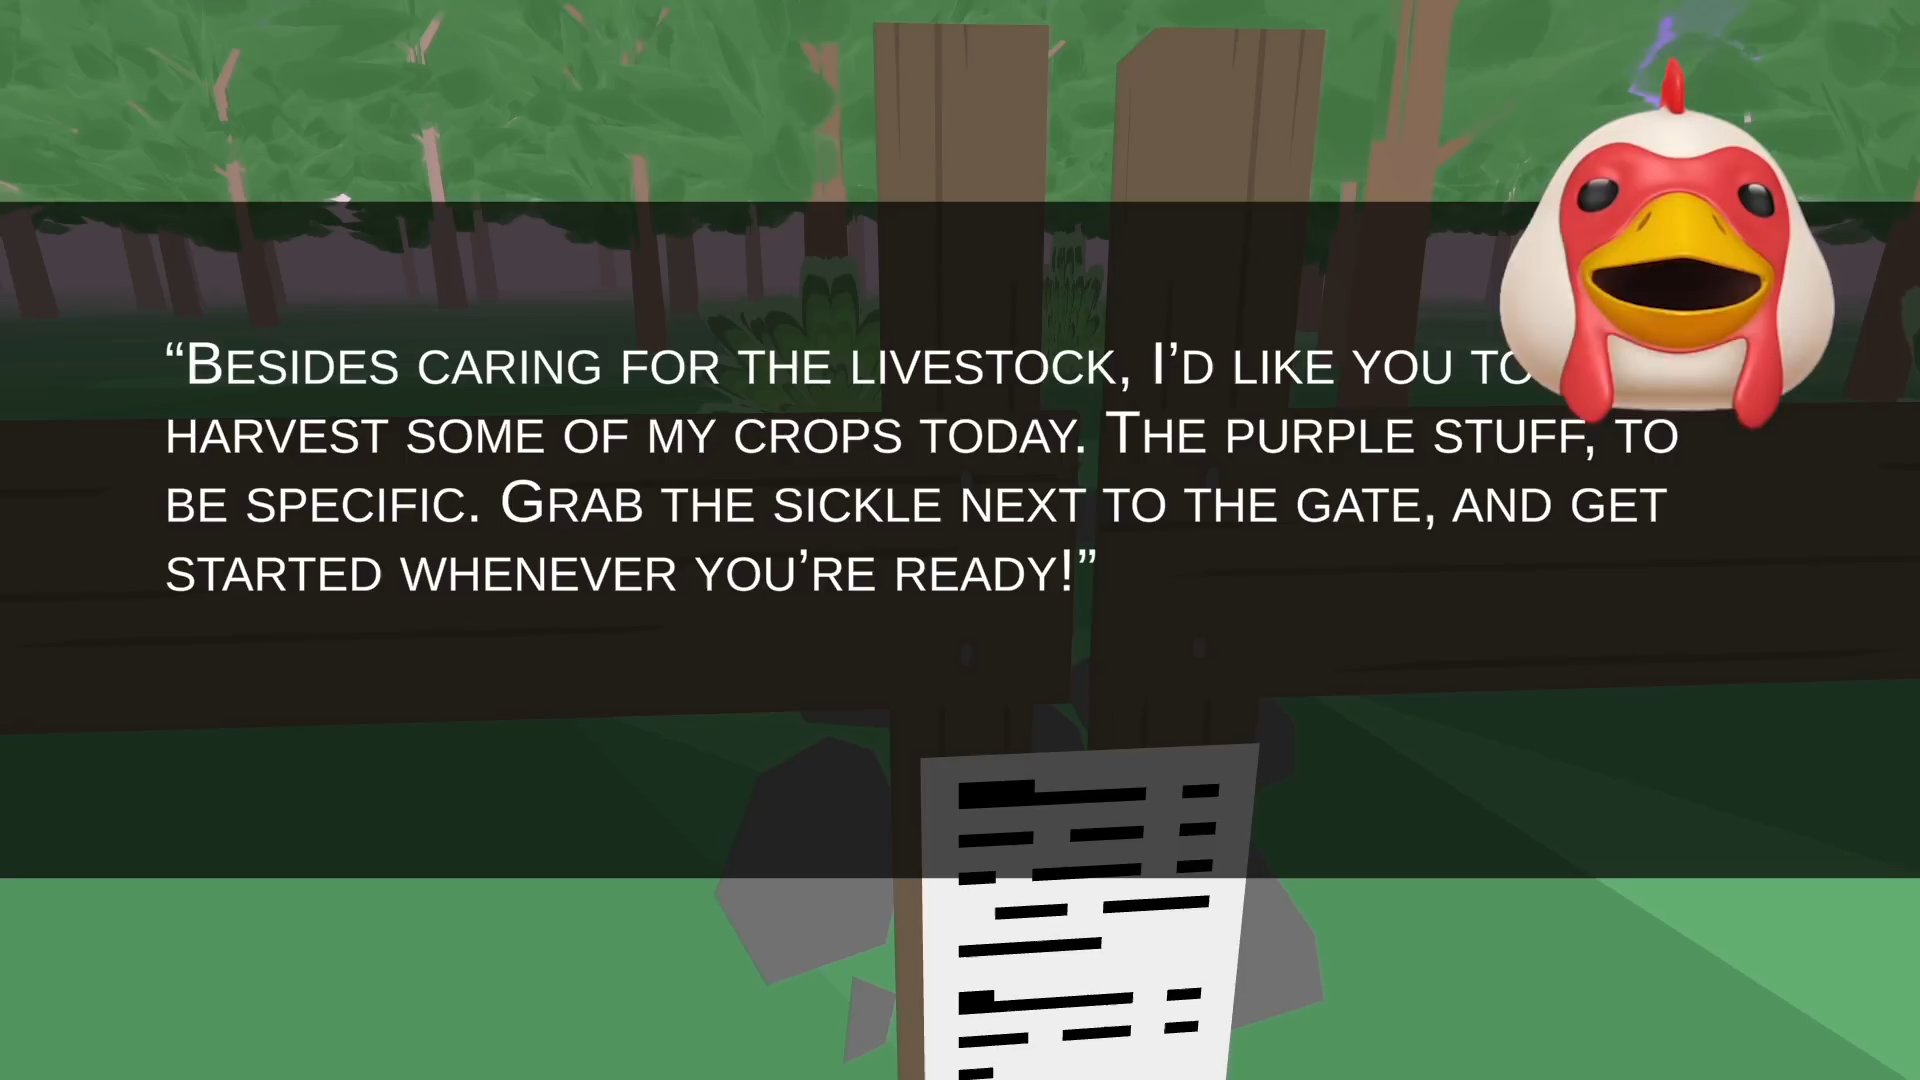 “Besides caring for the livestock, I’d like you to
harvest some of my crops today. The purple stuff, to
be specific. Grab the sickle next to the gate, and get
started whenever you’re ready!”